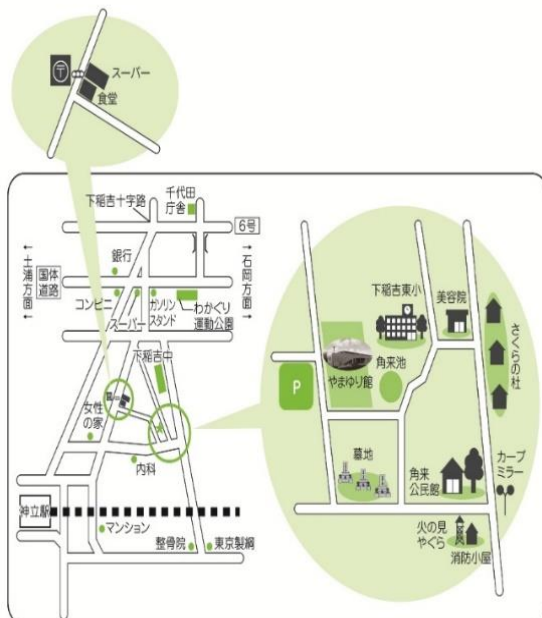 〒
スーパー
食堂
下稲吉十字路
千代田
庁舎
6号
←土浦方面→
国体
道路
銀行
コンビニ
スーパー
ガソリン
スタンド
わかぐり
運動公園
←石岡方面→
下稲吉中
女性
の家
内科
神立駅
マンション
整骨院
東京製綱
下稲吉東小
美容院
さくらの杜
やまゆり館
角来池
P
墓地
角来
公民館
カーブ
ミラー
火の見
やぐら
消防小屋